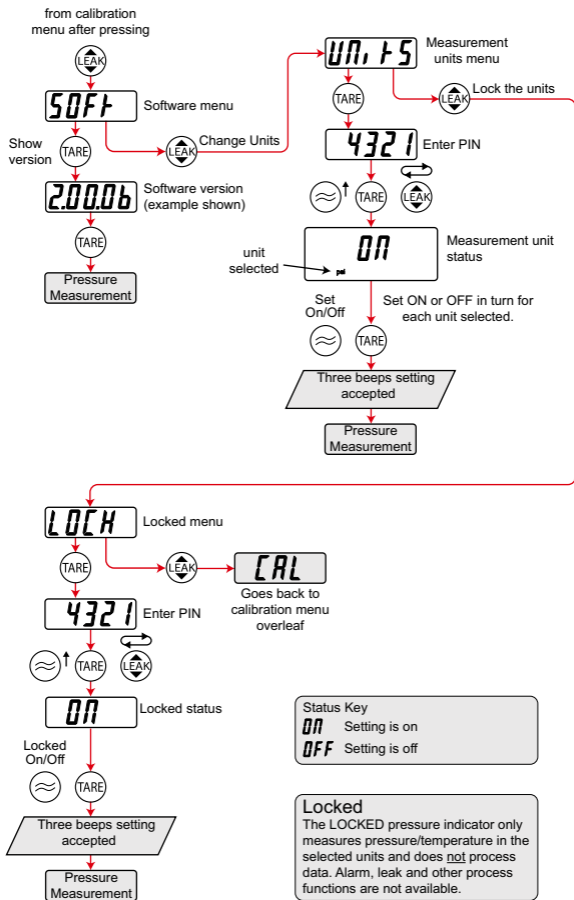 from calibration
menu after pressing
LEAK
SOFt
Software menu
Show
version
TARE
LEAK
Change Units
2.00.06
Software version
(example shown)
TARE
Pressure
Measurement
UNitS
Measurement
units menu
TARE
LEAK
Lock the units
4321
Enter PIN
TARE
LEAK
ON
Measurement unit
status
unit
selected
psi
Set
On/Off
Set ON or OFF in turn for
each unit selected.
TARE
Three beeps setting
accepted
Pressure
Measurement
LOCK
Locked menu
TARE
LEAK
CAL
Goes back to
calibration menu
overleaf
4321
Enter PIN
TARE
LEAK
ON
Locked status
Locked
On/Off
TARE
Three beeps setting
accepted
Pressure
Measurement
Status Key
ON Setting is on
OFF Setting is off
Locked
The LOCKED pressure indicator only
measures pressure/temperature in the
selected units and does not process
data. Alarm, leak and other process
functions are not available.